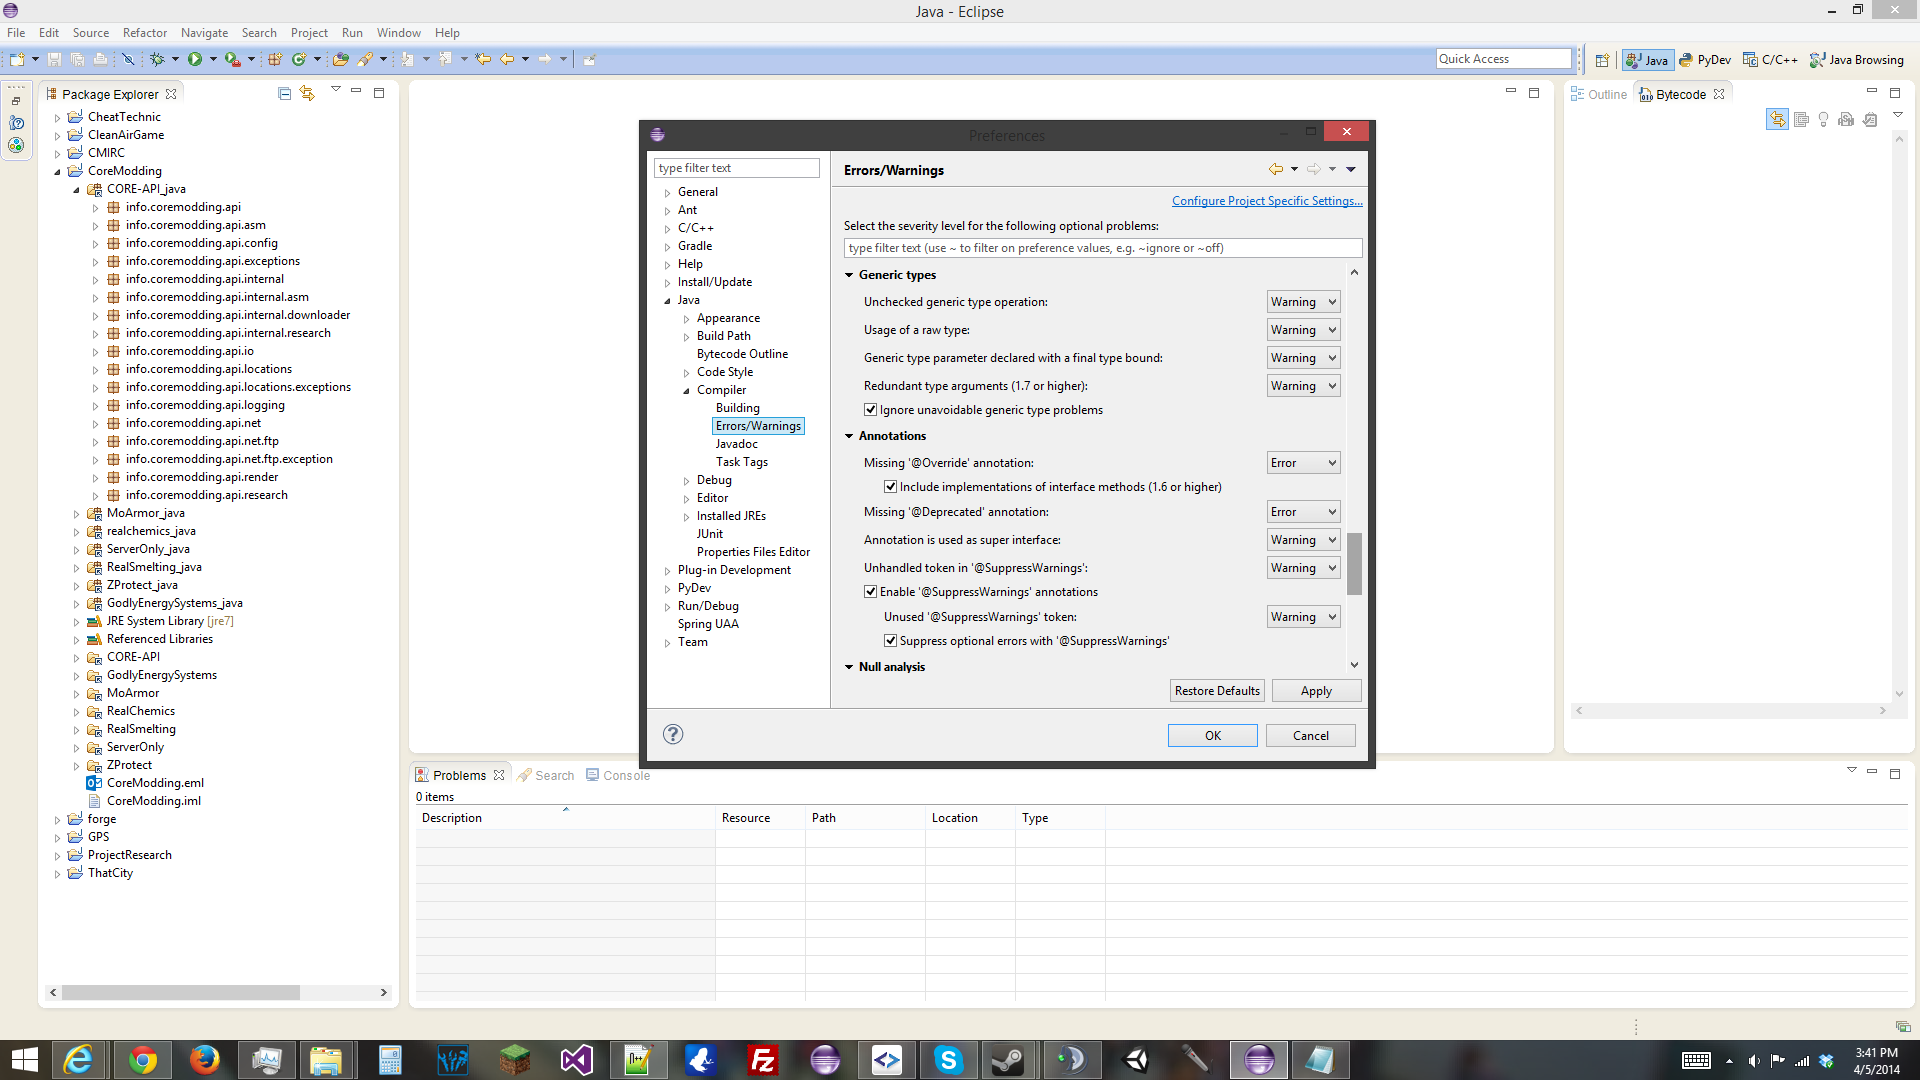 Java - Eclipse
File Edit Source Refactor Navigate Search Project Run Window Help
Quick Access
Java PyDev C/C++ Java Browsing
Package Explorer
CheatTechnic
CleanAirGame
CMIRC
CoreModding
CORE-API_java
info.coremodding.api
info.coremodding.api.asm
info.coremodding.api.config
info.coremodding.api.exceptions
info.coremodding.api.internal
info.coremodding.api.internal.asm
info.coremodding.api.internal.downloader
info.coremodding.api.internal.research
info.coremodding.api.io
info.coremodding.api.locations
info.coremodding.api.locations.exceptions
info.coremodding.api.logging
info.coremodding.api.net
info.coremodding.api.net.ftp
info.coremodding.api.net.ftp.exception
info.coremodding.api.render
info.coremodding.api.research
MoArmor_java
realchemics_java
ServerOnly_java
RealSmelting_java
ZProtect_java
GodlyEnergySystems_java
JRE System Library [jre7]
Referenced Libraries
CORE-API
GodlyEnergySystems
MoArmor
RealChemics
RealSmelting
ServerOnly
ZProtect
CoreModding.eml
CoreModding.iml
forge
GPS
ProjectResearch
ThatCity
Preferences
type filter text
General
Ant
C/C++
Gradle
Help
Install/Update
Java
Appearance
Build Path
Bytecode Outline
Code Style
Compiler
Building
Errors/Warnings
Javadoc
Task Tags
Debug
Editor
Installed JREs
JUnit
Properties Files Editor
Plug-in Development
PyDev
Run/Debug
Spring UAA
Team
Errors/Warnings
Configure Project Specific Settings...
Select the severity level for the following optional problems:
type filter text (use ~ to filter on preference values, e.g. ~ignore or ~off)
Generic types
Unchecked generic type operation: Warning
Usage of a raw type: Warning
Generic type parameter declared with a final type bound: Warning
Redundant type arguments (1.7 or higher): Warning
Ignore unavoidable generic type problems
Annotations
Missing '@Override' annotation: Error
Include implementations of interface methods (1.6 or higher)
Missing '@Deprecated' annotation: Error
Annotation is used as super interface: Warning
Unhandled token in '@SuppressWarnings': Warning
Enable '@SuppressWarnings' annotations
Unused '@SuppressWarnings' token: Warning
Suppress optional errors with '@SuppressWarnings'
Null analysis
Restore Defaults Apply
OK Cancel
Outline Bytecode
Problems Search Console
0 items
Description Resource Path Location Type
3:41 PM
4/5/2014